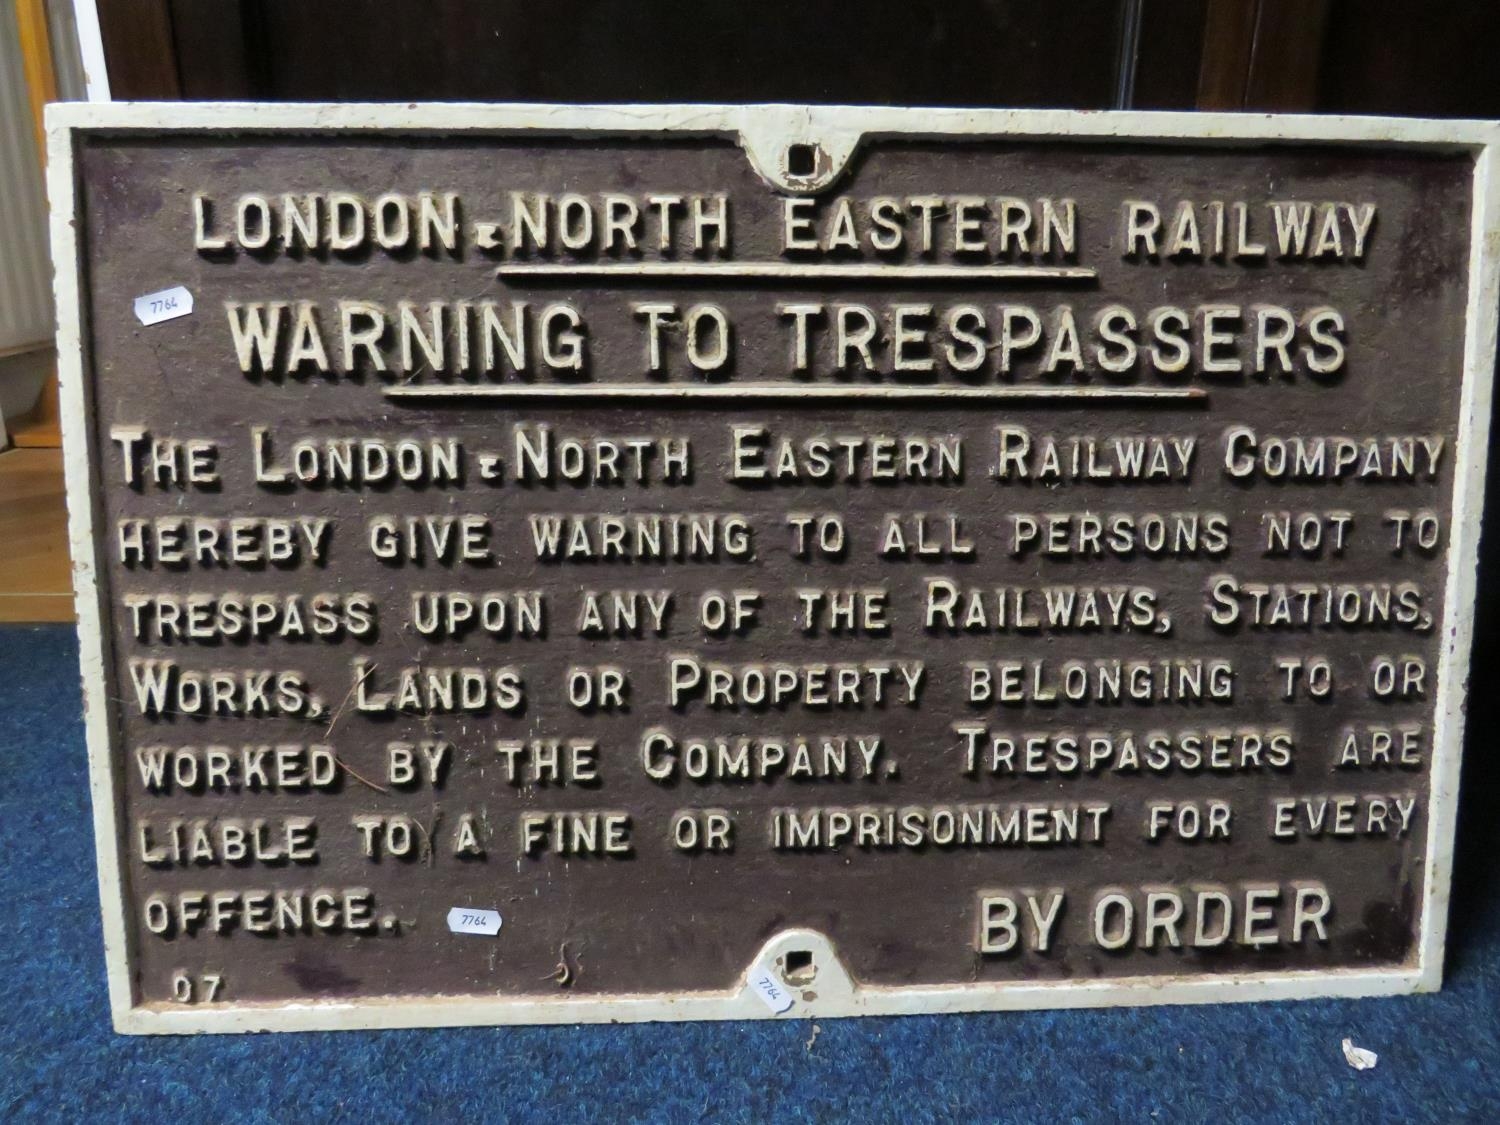 LONDON & NORTH EASTERN RAILWAY
WARNING TO TRESPASSERS
THE LONDON & NORTH EASTERN RAILWAY COMPANY
HEREBY GIVE WARNING TO ALL PERSONS NOT TO
TRESPASS UPON ANY OF THE RAILWAYS, STATIONS,
WORKS, LANDS OR PROPERTY BELONGING TO OR
WORKED BY THE COMPANY. TRESPASSERS ARE
LIABLE TO A FINE OR IMPRISONMENT FOR EVERY
OFFENCE.
BY ORDER
07
7764
7764
7764